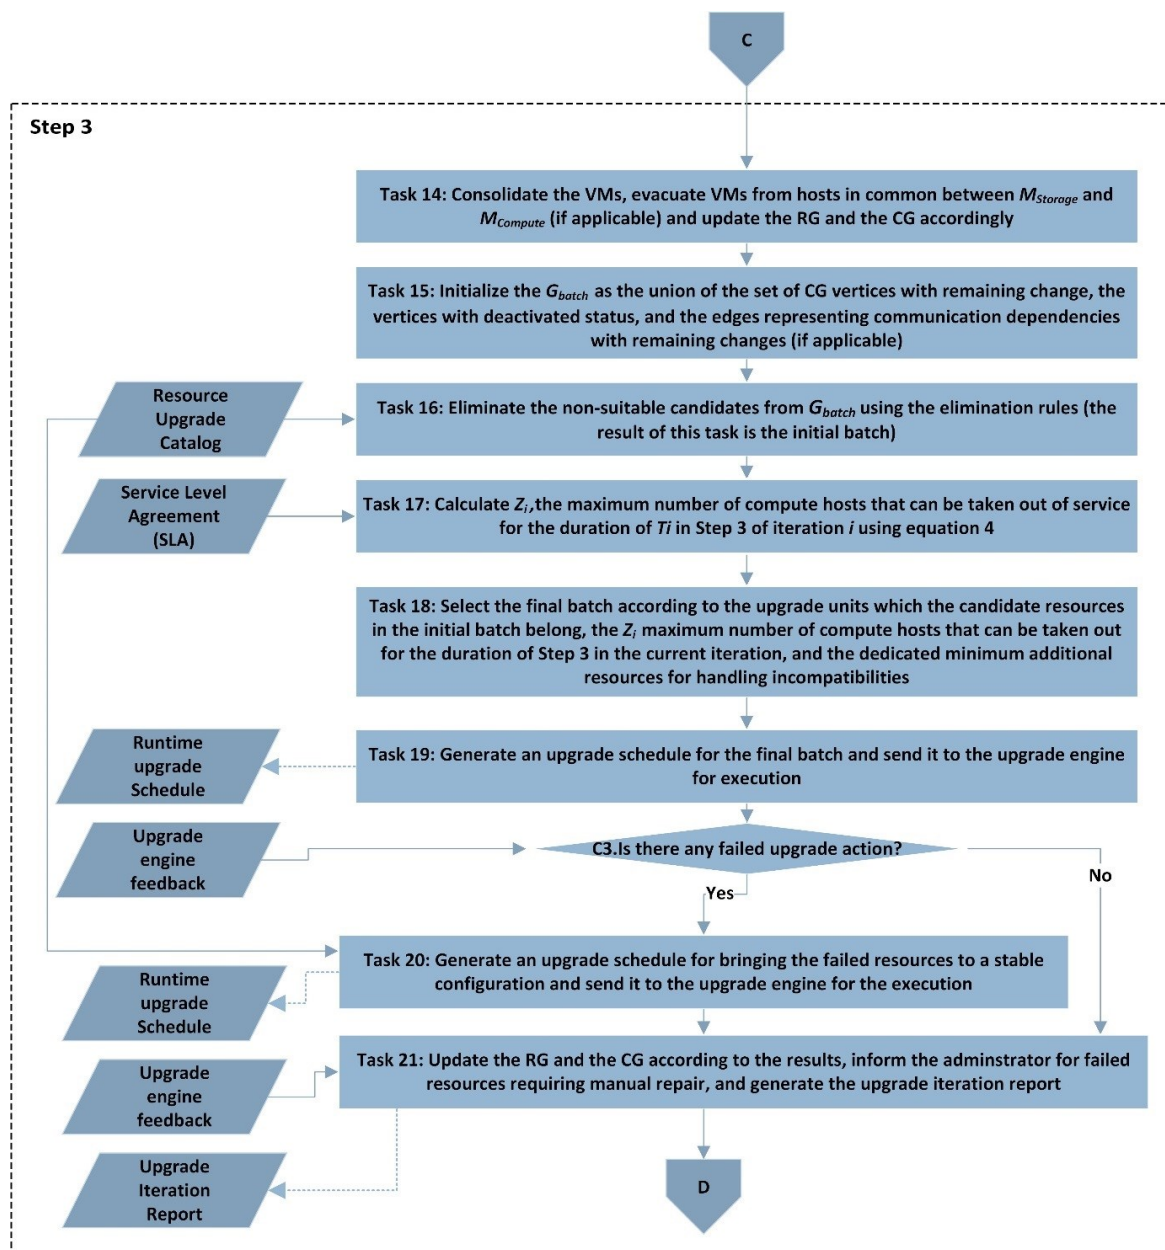 C
Step 3
Task 14: Consolidate the VMs, evacuate VMs from hosts in common between MStorage and
MCompute (if applicable) and update the RG and the CG accordingly
Task 15: Initialize the Gbatch as the union of the set of CG vertices with remaining change, the
vertices with deactivated status, and the edges representing communication dependencies
with remaining changes (if applicable)
Resource
Upgrade
Catalog
Task 16: Eliminate the non-suitable candidates from Gbatch using the elimination rules (the
result of this task is the initial batch)
Service Level
Agreement
(SLA)
Task 17: Calculate Zi,the maximum number of compute hosts that can be taken out of service
for the duration of Ti in Step 3 of iteration i using equation 4
Task 18: Select the final batch according to the upgrade units which the candidate resources
in the initial batch belong, the Zi maximum number of compute hosts that can be taken out
for the duration of Step 3 in the current iteration, and the dedicated minimum additional
resources for handling incompatibilities
Runtime
upgrade
Schedule
Task 19: Generate an upgrade schedule for the final batch and send it to the upgrade engine
for execution
Upgrade
engine
feedback
C3.Is there any failed upgrade action?
No
Yes
Task 20: Generate an upgrade schedule for bringing the failed resources to a stable
configuration and send it to the upgrade engine for the execution
Runtime
upgrade
Schedule
Task 21: Update the RG and the CG according to the results, inform the adminstrator for failed
resources requiring manual repair, and generate the upgrade iteration report
Upgrade
engine
feedback
Upgrade
Iteration
Report
D